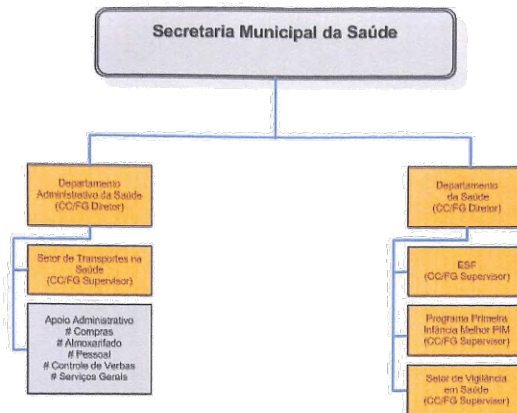 Secretaria Municipal da Saúde
Departamento
Administrativo da Saúde
(CC/FG Diretor)
Setor de Transportes na
Saúde
(CC/FG Supervisor)
Apoio Administrativo
# Compras
# Almoxarifado
# Pessoal
# Controle de Verbas
# Serviços Gerais
Departamento
da Saúde
(CC/FG Diretor)
ESF
(CC/FG Supervisor)
Programa Primeira
Infância Melhor PIM
(CC/FG Supervisor)
Setor de Vigilância
em Saúde
(CC/FG Supervisor)